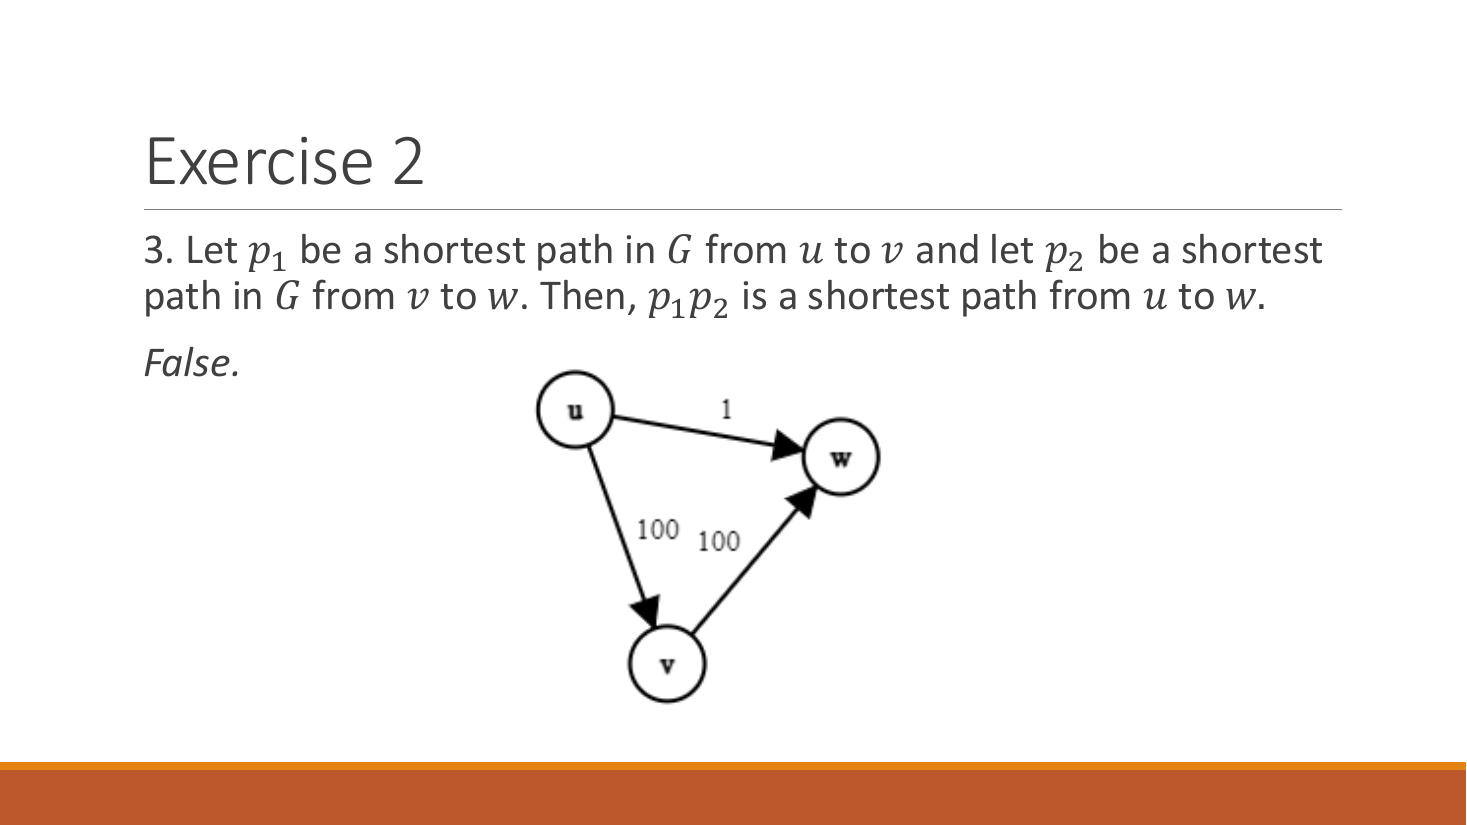 Exercise 2
3. Let 𝑝₁ be a shortest path in 𝐺 from 𝑢 to 𝑣 and let 𝑝₂ be a shortest
path in 𝐺 from 𝑣 to 𝑤. Then, 𝑝₁𝑝₂ is a shortest path from 𝑢 to 𝑤.
False.
u
1
w
100
100
v